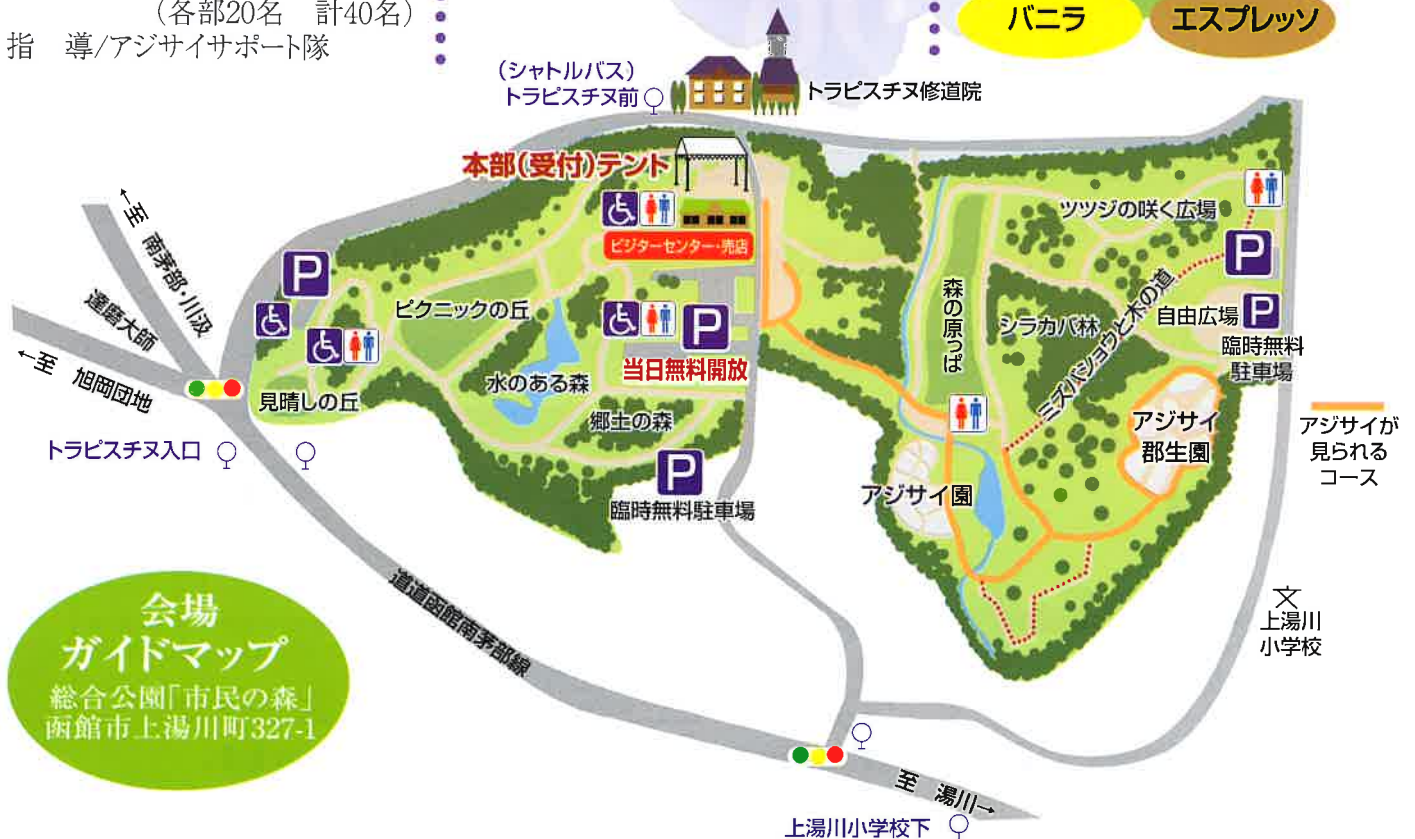 (各部20名　計40名)
指　導/アジサイサポート隊
バニラ
エスプレッソ
(シャトルバス)
トラピスチヌ前
トラピスチヌ修道院
本部(受付)テント
ビジターセンター・売店
ツツジの咲く広場
P
←至　南茅部・川汲
達磨大師
←至　旭岡団地
P
ピクニックの丘
水のある森
P
当日無料開放
郷土の森
見晴しの丘
トラピスチヌ入口
P
臨時無料駐車場
森の原っぱ
シラカバ林
ミズバショウと木の道
自由広場
P
臨時無料
駐車場
アジサイ
郡生園
アジサイ園
アジサイが
見られる
コース
文
上湯川
小学校
道道函館南茅部線
会場
ガイドマップ
総合公園「市民の森」
函館市上湯川町327-1
至　湯川→
上湯川小学校下